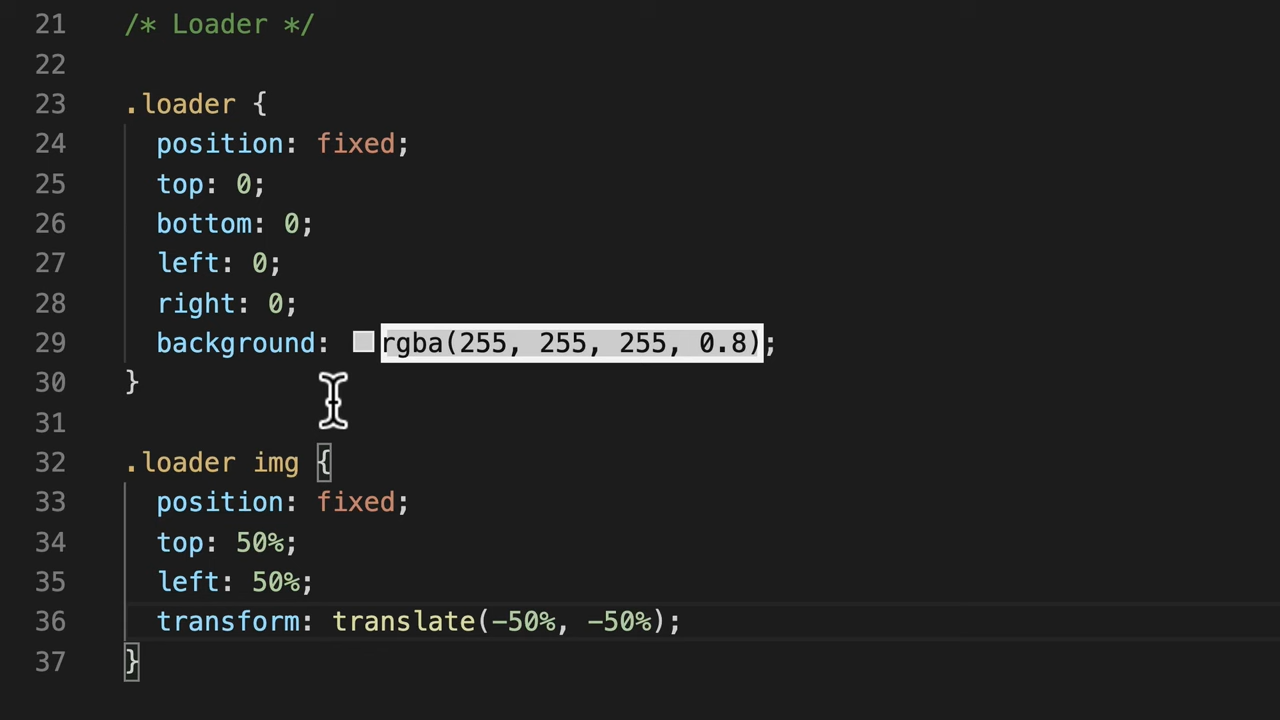 21 /* Loader */
22
23 .loader {
24 position: fixed;
25 top: 0;
26 bottom: 0;
27 left: 0;
28 right: 0;
29 background: rgba(255, 255, 255, 0.8);
30 }
31
32 .loader img {
33 position: fixed;
34 top: 50%;
35 left: 50%;
36 transform: translate(-50%, -50%);
37 }